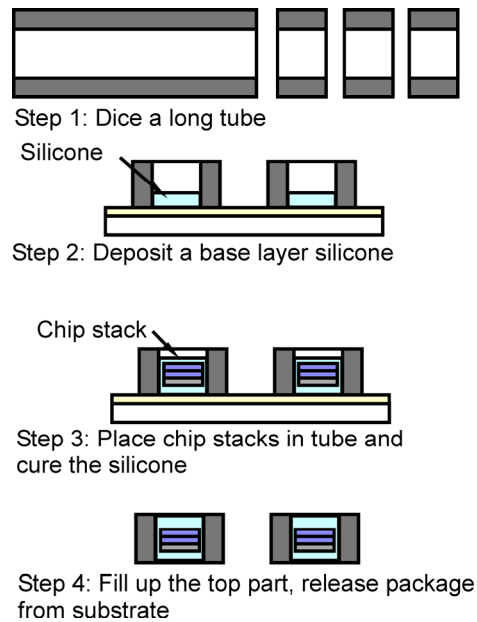 Step 1: Dice a long tube
Silicone
Step 2: Deposit a base layer silicone
Chip stack
Step 3: Place chip stacks in tube and
cure the silicone
Step 4: Fill up the top part, release package
from substrate